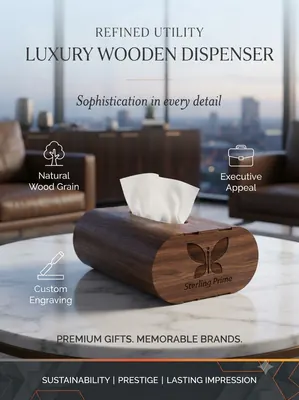 REFINED UTILITY
LUXURY WOODEN DISPENSER
Sophistication in every detail
Natural
Wood Grain
Executive
Appeal
Sterling Prime
Custom
Engraving
PREMIUM GIFTS. MEMORABLE BRANDS.
SUSTAINABILITY | PRESTIGE | LASTING IMPRESSION